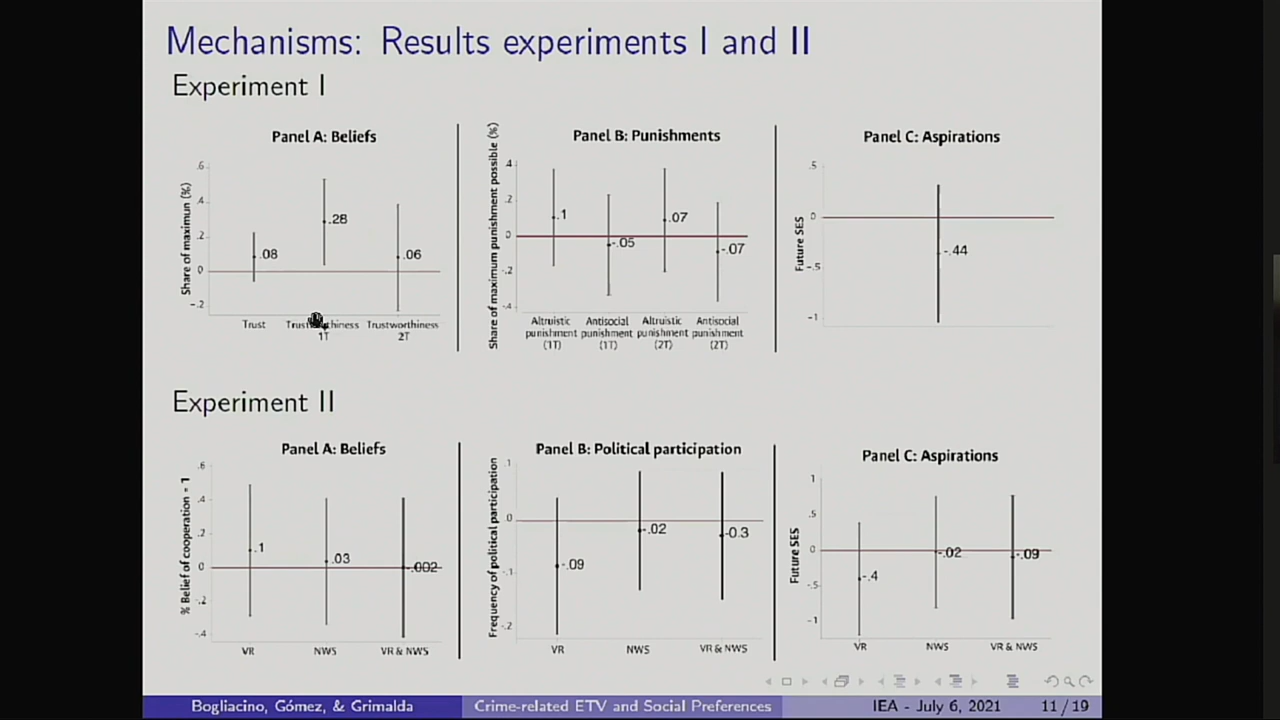 Mechanisms: Results experiments I and II
Experiment I
Panel A: Beliefs
Share of maximun (%)
.6
.4
.2
0
-.2
.08
.28
.06
Trust
Trustworthiness
1T
Trustworthiness
2T
Panel B: Punishments
Share of maximum punishment possible (%)
.4
.2
0
-.2
-.4
.1
-.05
.07
-.07
Altruistic
punishment
(1T)
Antisocial
punishment
(1T)
Altruistic
punishment
(2T)
Antisocial
punishment
(2T)
Panel C: Aspirations
Future SES
.5
0
-.5
-1
-.44
Experiment II
Panel A: Beliefs
% Belief of cooperation = 1
.6
.4
.2
0
-.2
-.4
.1
.03
-.002
VR
NWS
VR & NWS
Panel B: Political participation
Frequency of political participation
.1
0
-.1
-.2
-.09
-.02
-0.3
VR
NWS
VR & NWS
Panel C: Aspirations
Future SES
1
.5
0
-.5
-1
-.4
-.02
-.09
VR
NWS
VR & NWS
Bogliacino, Gómez, & Grimalda
Crime-related ETV and Social Preferences
IEA - July 6, 2021
11 / 19